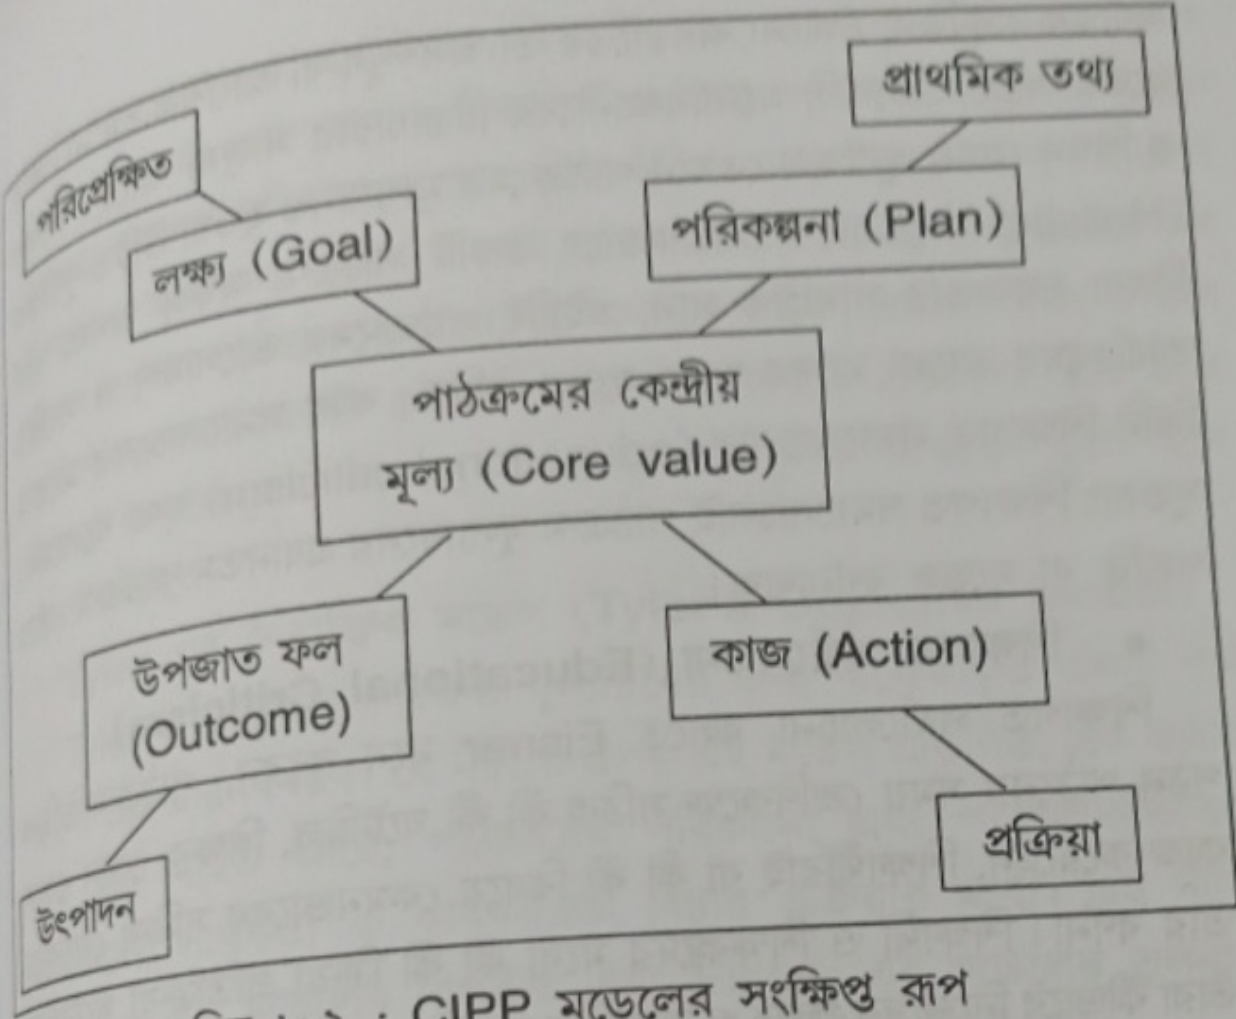 প্রাথমিক তথ্য
পরিপ্রেক্ষিত
পরিকল্পনা (Plan)
লক্ষ্য (Goal)
পাঠক্রমের কেন্দ্রীয়
মূল্য (Core value)
উপজাত ফল
(Outcome)
কাজ (Action)
প্রক্রিয়া
উৎপাদন
: CIPP মডেলের সংক্ষিপ্ত রূপ